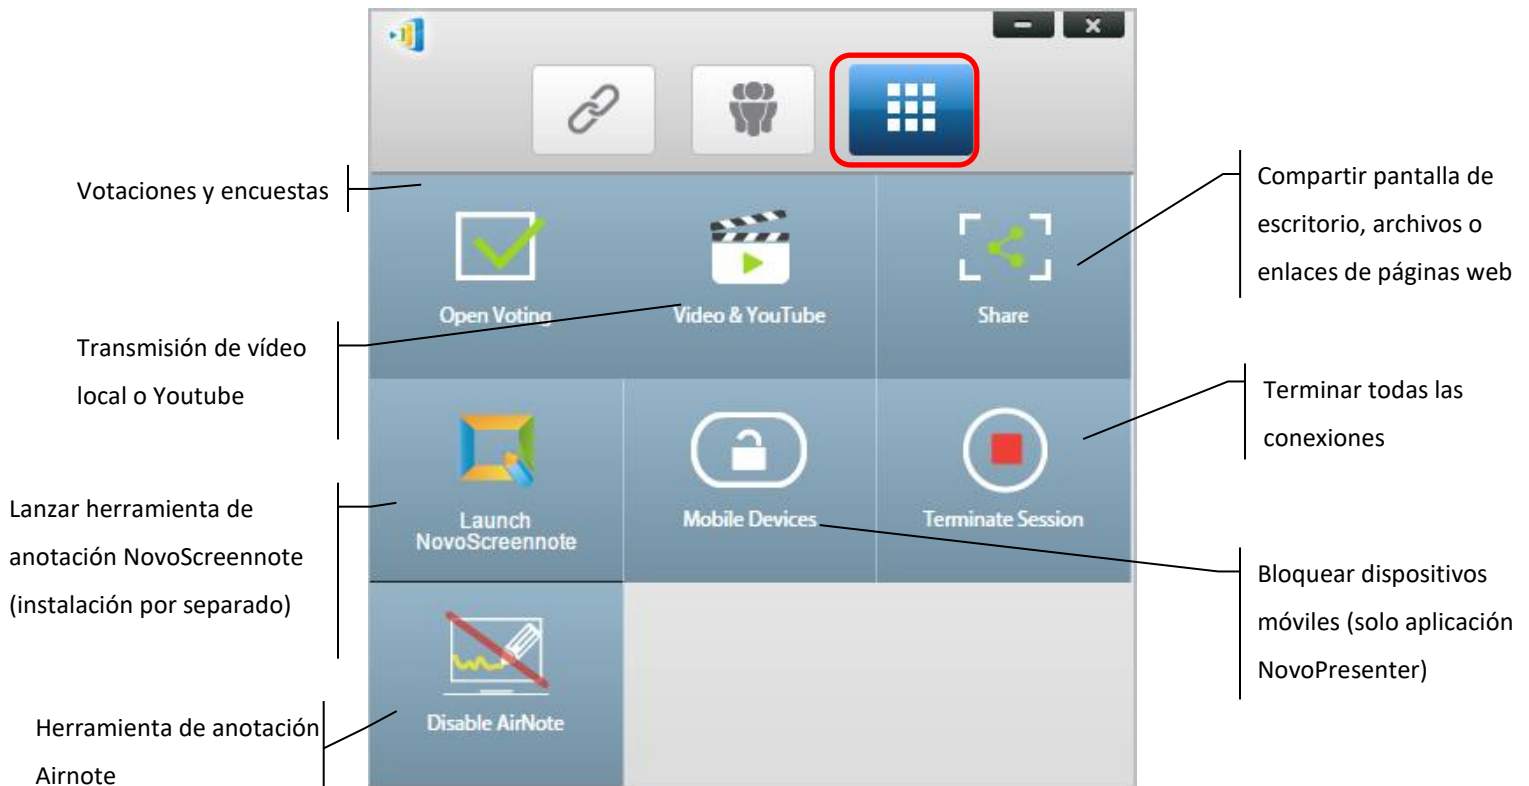 Votaciones y encuestas
Transmisión de vídeo
local o Youtube
Lanzar herramienta de
anotación NovoScreennote
(instalación por separado)
Herramienta de anotación
Airnote
Open Voting
Video & YouTube
Share
Launch
NovoScreennote
Mobile Devices
Terminate Session
Disable AirNote
Compartir pantalla de
escritorio, archivos o
enlaces de páginas web
Terminar todas las
conexiones
Bloquear dispositivos
móviles (solo aplicación
NovoPresenter)